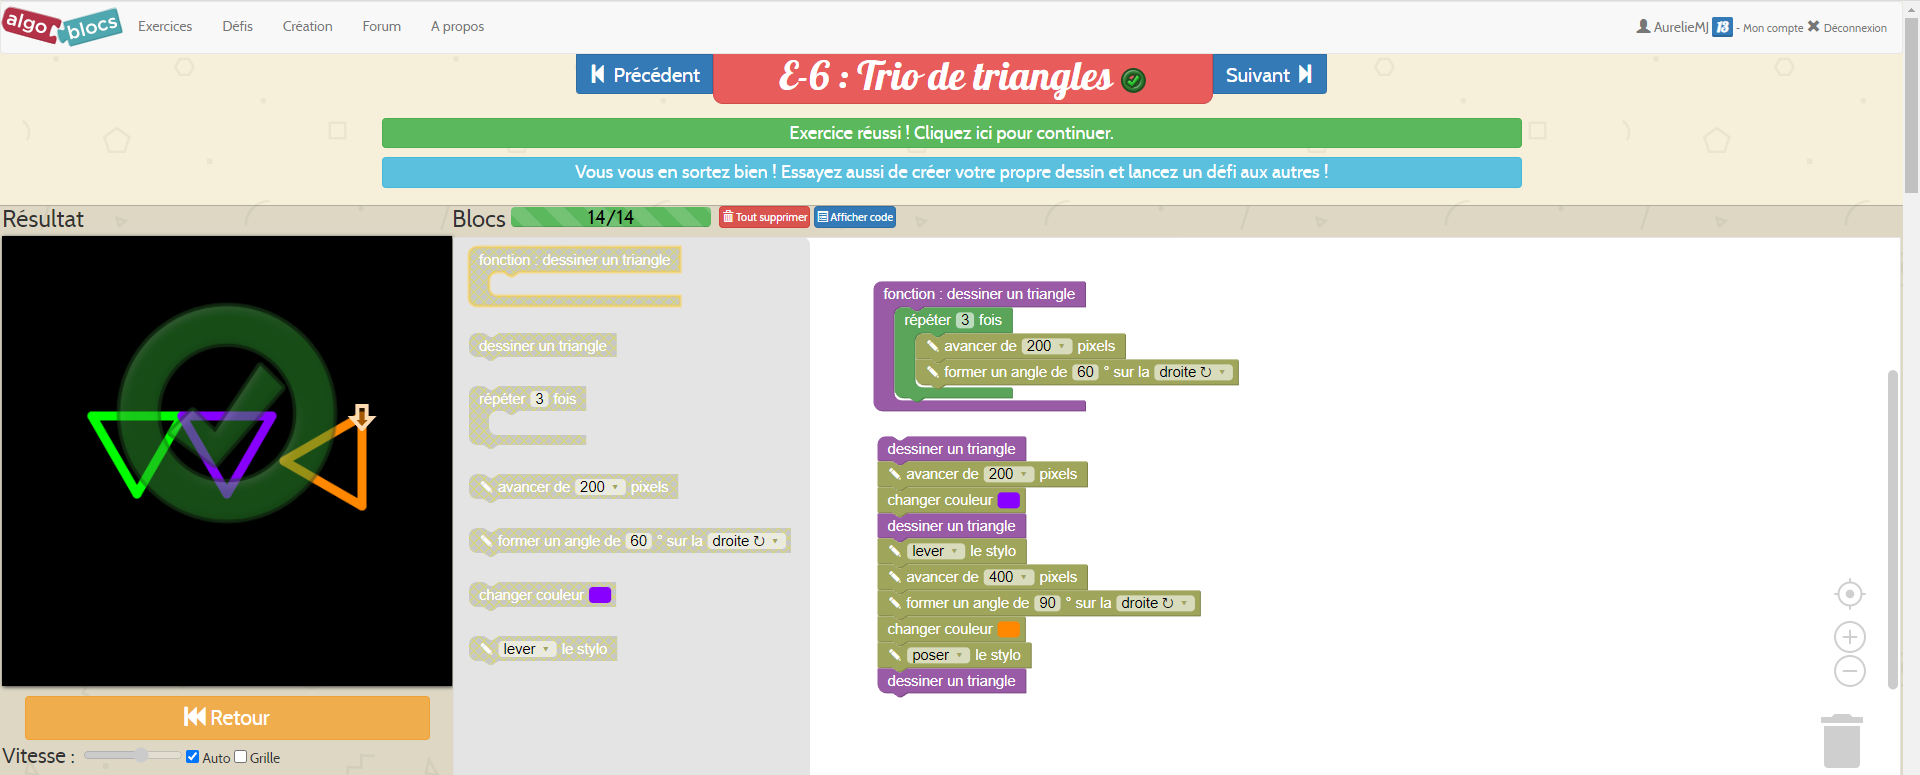 algo blocs
Exercices Défis Création Forum A propos
AurelieMJ 13 - Mon compte Déconnexion
Précédent
E-6 : Trio de triangles
Suivant
Exercice réussi ! Cliquez ici pour continuer.
Vous vous en sortez bien ! Essayez aussi de créer votre propre dessin et lancez un défi aux autres !
Résultat
Blocs 14/14 Tout supprimer Afficher code
fonction : dessiner un triangle
dessiner un triangle
répéter 3 fois
avancer de 200 pixels
former un angle de 60 ° sur la droite ↻
changer couleur
lever le stylo
fonction : dessiner un triangle
répéter 3 fois
avancer de 200 pixels
former un angle de 60 ° sur la droite ↻
dessiner un triangle
avancer de 200 pixels
changer couleur
dessiner un triangle
lever le stylo
avancer de 400 pixels
former un angle de 90 ° sur la droite ↻
changer couleur
poser le stylo
dessiner un triangle
Retour
Vitesse : Auto Grille